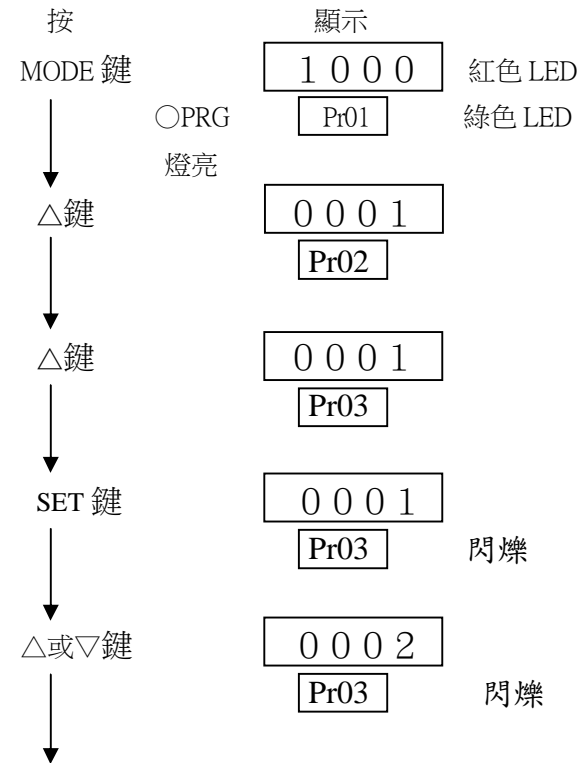 按 顯示
MODE 鍵 1000 紅色 LED
○PRG Pr01 綠色 LED
燈亮
△鍵 0001
Pr02
△鍵 0001
Pr03
SET 鍵 0001
Pr03 閃爍
△或▽鍵 0002
Pr03 閃爍